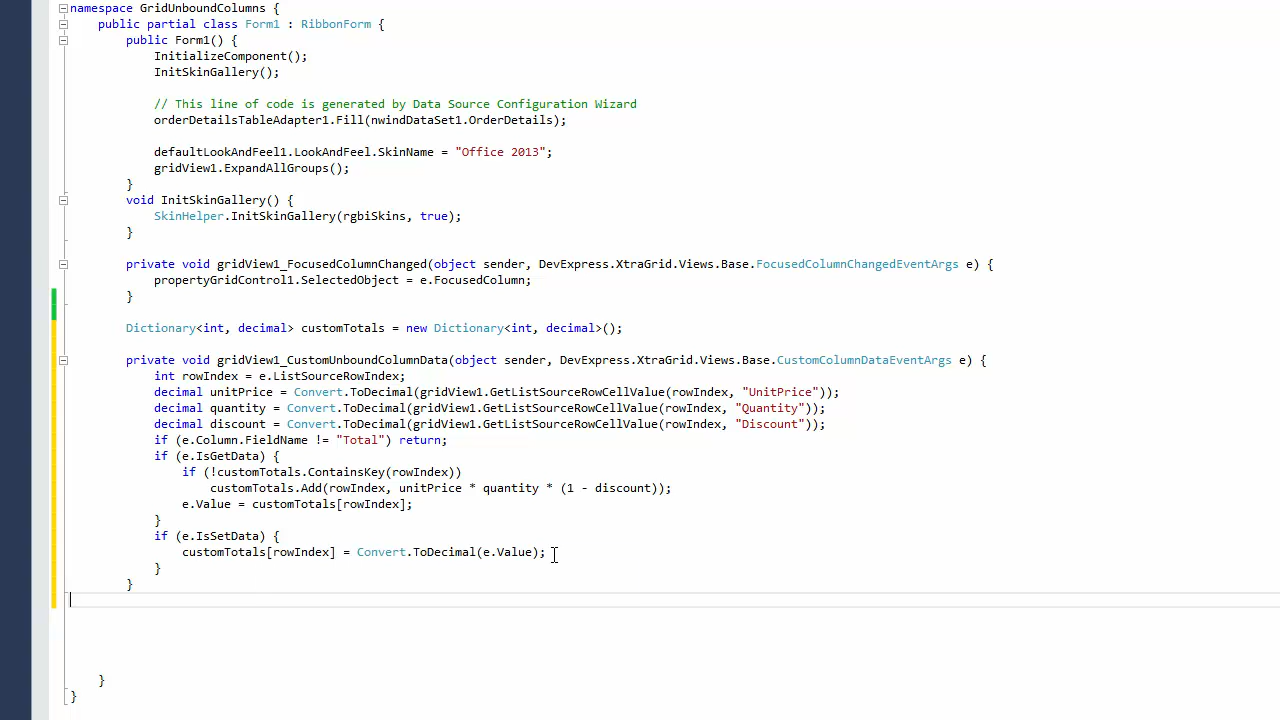 namespace GridUnboundColumns {
public partial class Form1 : RibbonForm {
public Form1() {
InitializeComponent();
InitSkinGallery();
// This line of code is generated by Data Source Configuration Wizard
orderDetailsTableAdapter1.Fill(nwindDataSet1.OrderDetails);
defaultLookAndFeel1.LookAndFeel.SkinName = "Office 2013";
gridView1.ExpandAllGroups();
}
void InitSkinGallery() {
SkinHelper.InitSkinGallery(rgbiSkins, true);
}
private void gridView1_FocusedColumnChanged(object sender, DevExpress.XtraGrid.Views.Base.FocusedColumnChangedEventArgs e) {
propertyGridControl1.SelectedObject = e.FocusedColumn;
}
Dictionary<int, decimal> customTotals = new Dictionary<int, decimal>();
private void gridView1_CustomUnboundColumnData(object sender, DevExpress.XtraGrid.Views.Base.CustomColumnDataEventArgs e) {
int rowIndex = e.ListSourceRowIndex;
decimal unitPrice = Convert.ToDecimal(gridView1.GetListSourceRowCellValue(rowIndex, "UnitPrice"));
decimal quantity = Convert.ToDecimal(gridView1.GetListSourceRowCellValue(rowIndex, "Quantity"));
decimal discount = Convert.ToDecimal(gridView1.GetListSourceRowCellValue(rowIndex, "Discount"));
if (e.Column.FieldName != "Total") return;
if (e.IsGetData) {
if (!customTotals.ContainsKey(rowIndex))
customTotals.Add(rowIndex, unitPrice * quantity * (1 - discount));
e.Value = customTotals[rowIndex];
}
if (e.IsSetData) {
customTotals[rowIndex] = Convert.ToDecimal(e.Value);
}
}
}
}